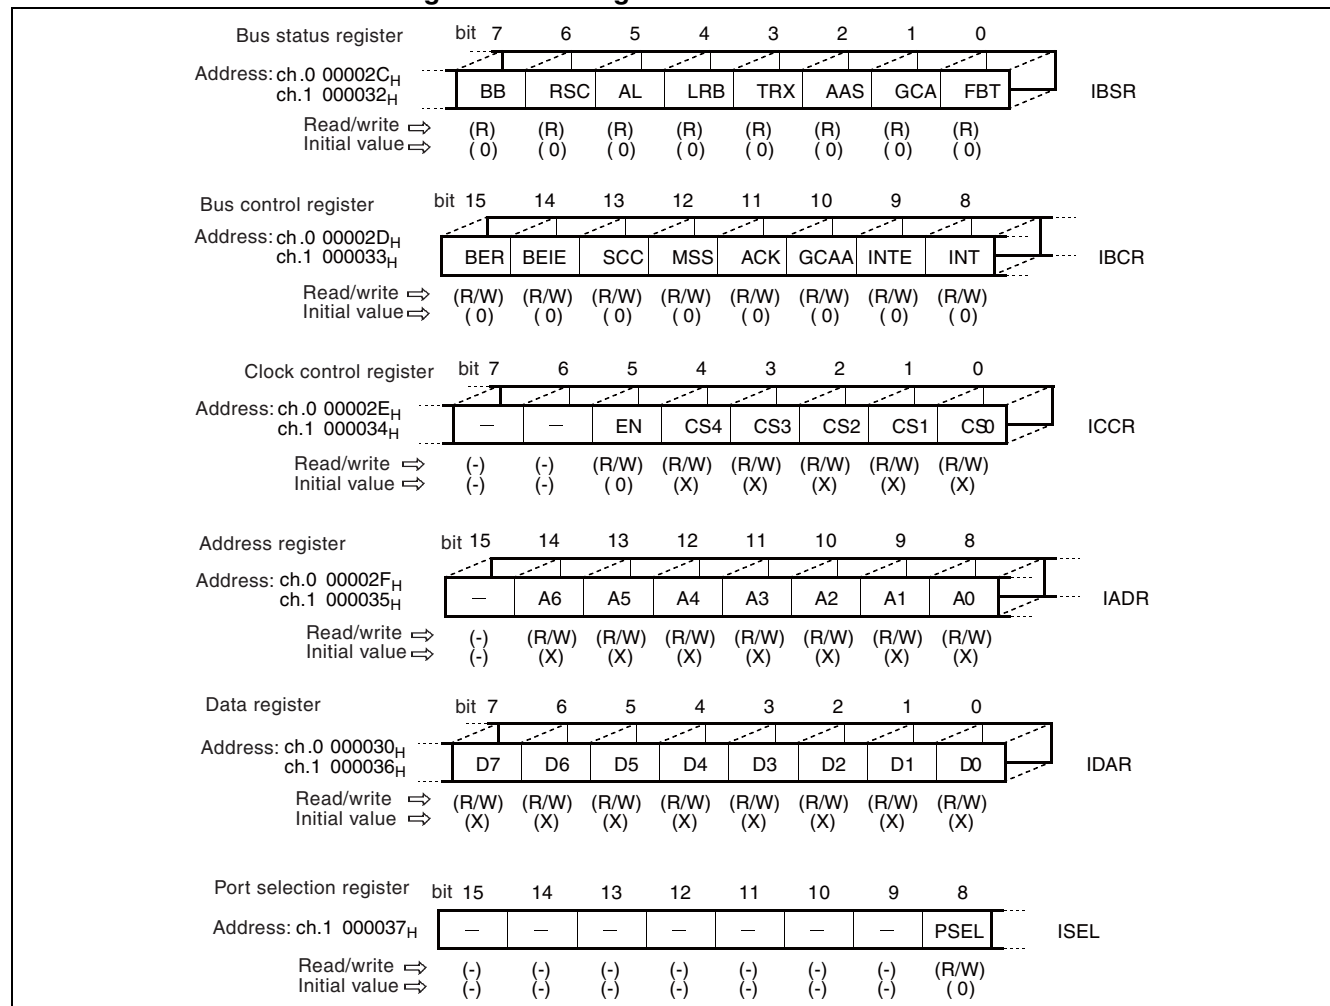 Bus status register bit 7 6 5 4 3 2 1 0
Address: ch.0 00002CH
ch.1 000032H
BB RSC AL LRB TRX AAS GCA FBT IBSR
Read/write ⇨ (R) (R) (R) (R) (R) (R) (R) (R)
Initial value ⇨ ( 0) ( 0) ( 0) ( 0) ( 0) ( 0) ( 0) ( 0)
Bus control register bit 15 14 13 12 11 10 9 8
Address: ch.0 00002DH
ch.1 000033H
BER BEIE SCC MSS ACK GCAA INTE INT IBCR
Read/write ⇨ (R/W) (R/W) (R/W) (R/W) (R/W) (R/W) (R/W) (R/W)
Initial value ⇨ ( 0) ( 0) ( 0) ( 0) ( 0) ( 0) ( 0) ( 0)
Clock control register bit 7 6 5 4 3 2 1 0
Address: ch.0 00002EH
ch.1 000034H
— — EN CS4 CS3 CS2 CS1 CS0 ICCR
Read/write ⇨ (-) (-) (R/W) (R/W) (R/W) (R/W) (R/W) (R/W)
Initial value ⇨ (-) (-) ( 0) (X) (X) (X) (X) (X)
Address register bit 15 14 13 12 11 10 9 8
Address: ch.0 00002FH
ch.1 000035H
— A6 A5 A4 A3 A2 A1 A0 IADR
Read/write ⇨ (-) (R/W) (R/W) (R/W) (R/W) (R/W) (R/W) (R/W)
Initial value ⇨ (-) (X) (X) (X) (X) (X) (X) (X)
Data register bit 7 6 5 4 3 2 1 0
Address: ch.0 000030H
ch.1 000036H
D7 D6 D5 D4 D3 D2 D1 D0 IDAR
Read/write ⇨ (R/W) (R/W) (R/W) (R/W) (R/W) (R/W) (R/W) (R/W)
Initial value ⇨ (X) (X) (X) (X) (X) (X) (X) (X)
Port selection register bit 15 14 13 12 11 10 9 8
Address: ch.1 000037H — — — — — — — PSEL ISEL
Read/write ⇨ (-) (-) (-) (-) (-) (-) (-) (R/W)
Initial value ⇨ (-) (-) (-) (-) (-) (-) (-) ( 0)